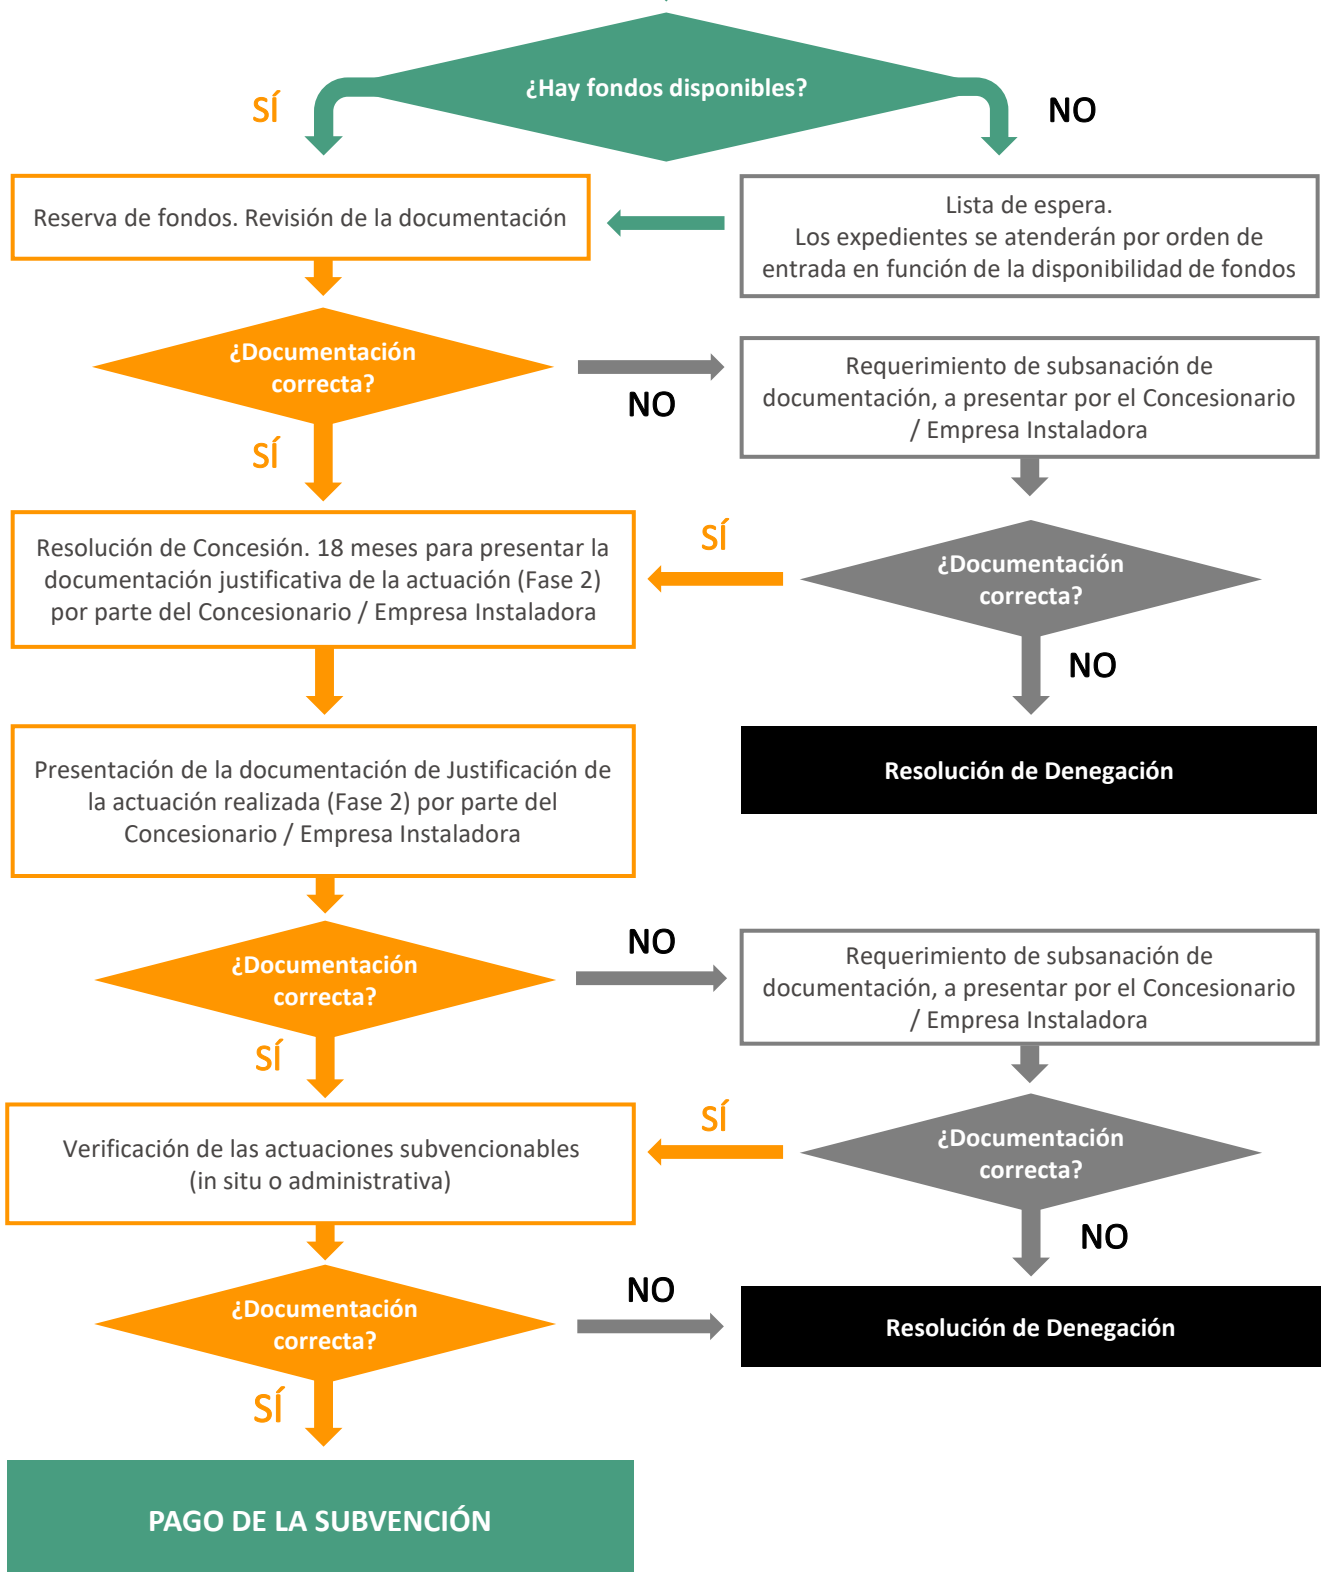 ¿Hay fondos disponibles?
SÍ
NO
Reserva de fondos. Revisión de la documentación
Lista de espera.
Los expedientes se atenderán por orden de
entrada en función de la disponibilidad de fondos
¿Documentación
correcta?
NO
Requerimiento de subsanación de
documentación, a presentar por el Concesionario
/ Empresa Instaladora
SÍ
Resolución de Concesión. 18 meses para presentar la
documentación justificativa de la actuación (Fase 2)
por parte del Concesionario / Empresa Instaladora
SÍ
¿Documentación
correcta?
NO
Presentación de la documentación de Justificación de
la actuación realizada (Fase 2) por parte del
Concesionario / Empresa Instaladora
Resolución de Denegación
¿Documentación
correcta?
NO
Requerimiento de subsanación de
documentación, a presentar por el Concesionario
/ Empresa Instaladora
SÍ
Verificación de las actuaciones subvencionables
(in situ o administrativa)
SÍ
¿Documentación
correcta?
NO
¿Documentación
correcta?
NO
Resolución de Denegación
SÍ
PAGO DE LA SUBVENCIÓN